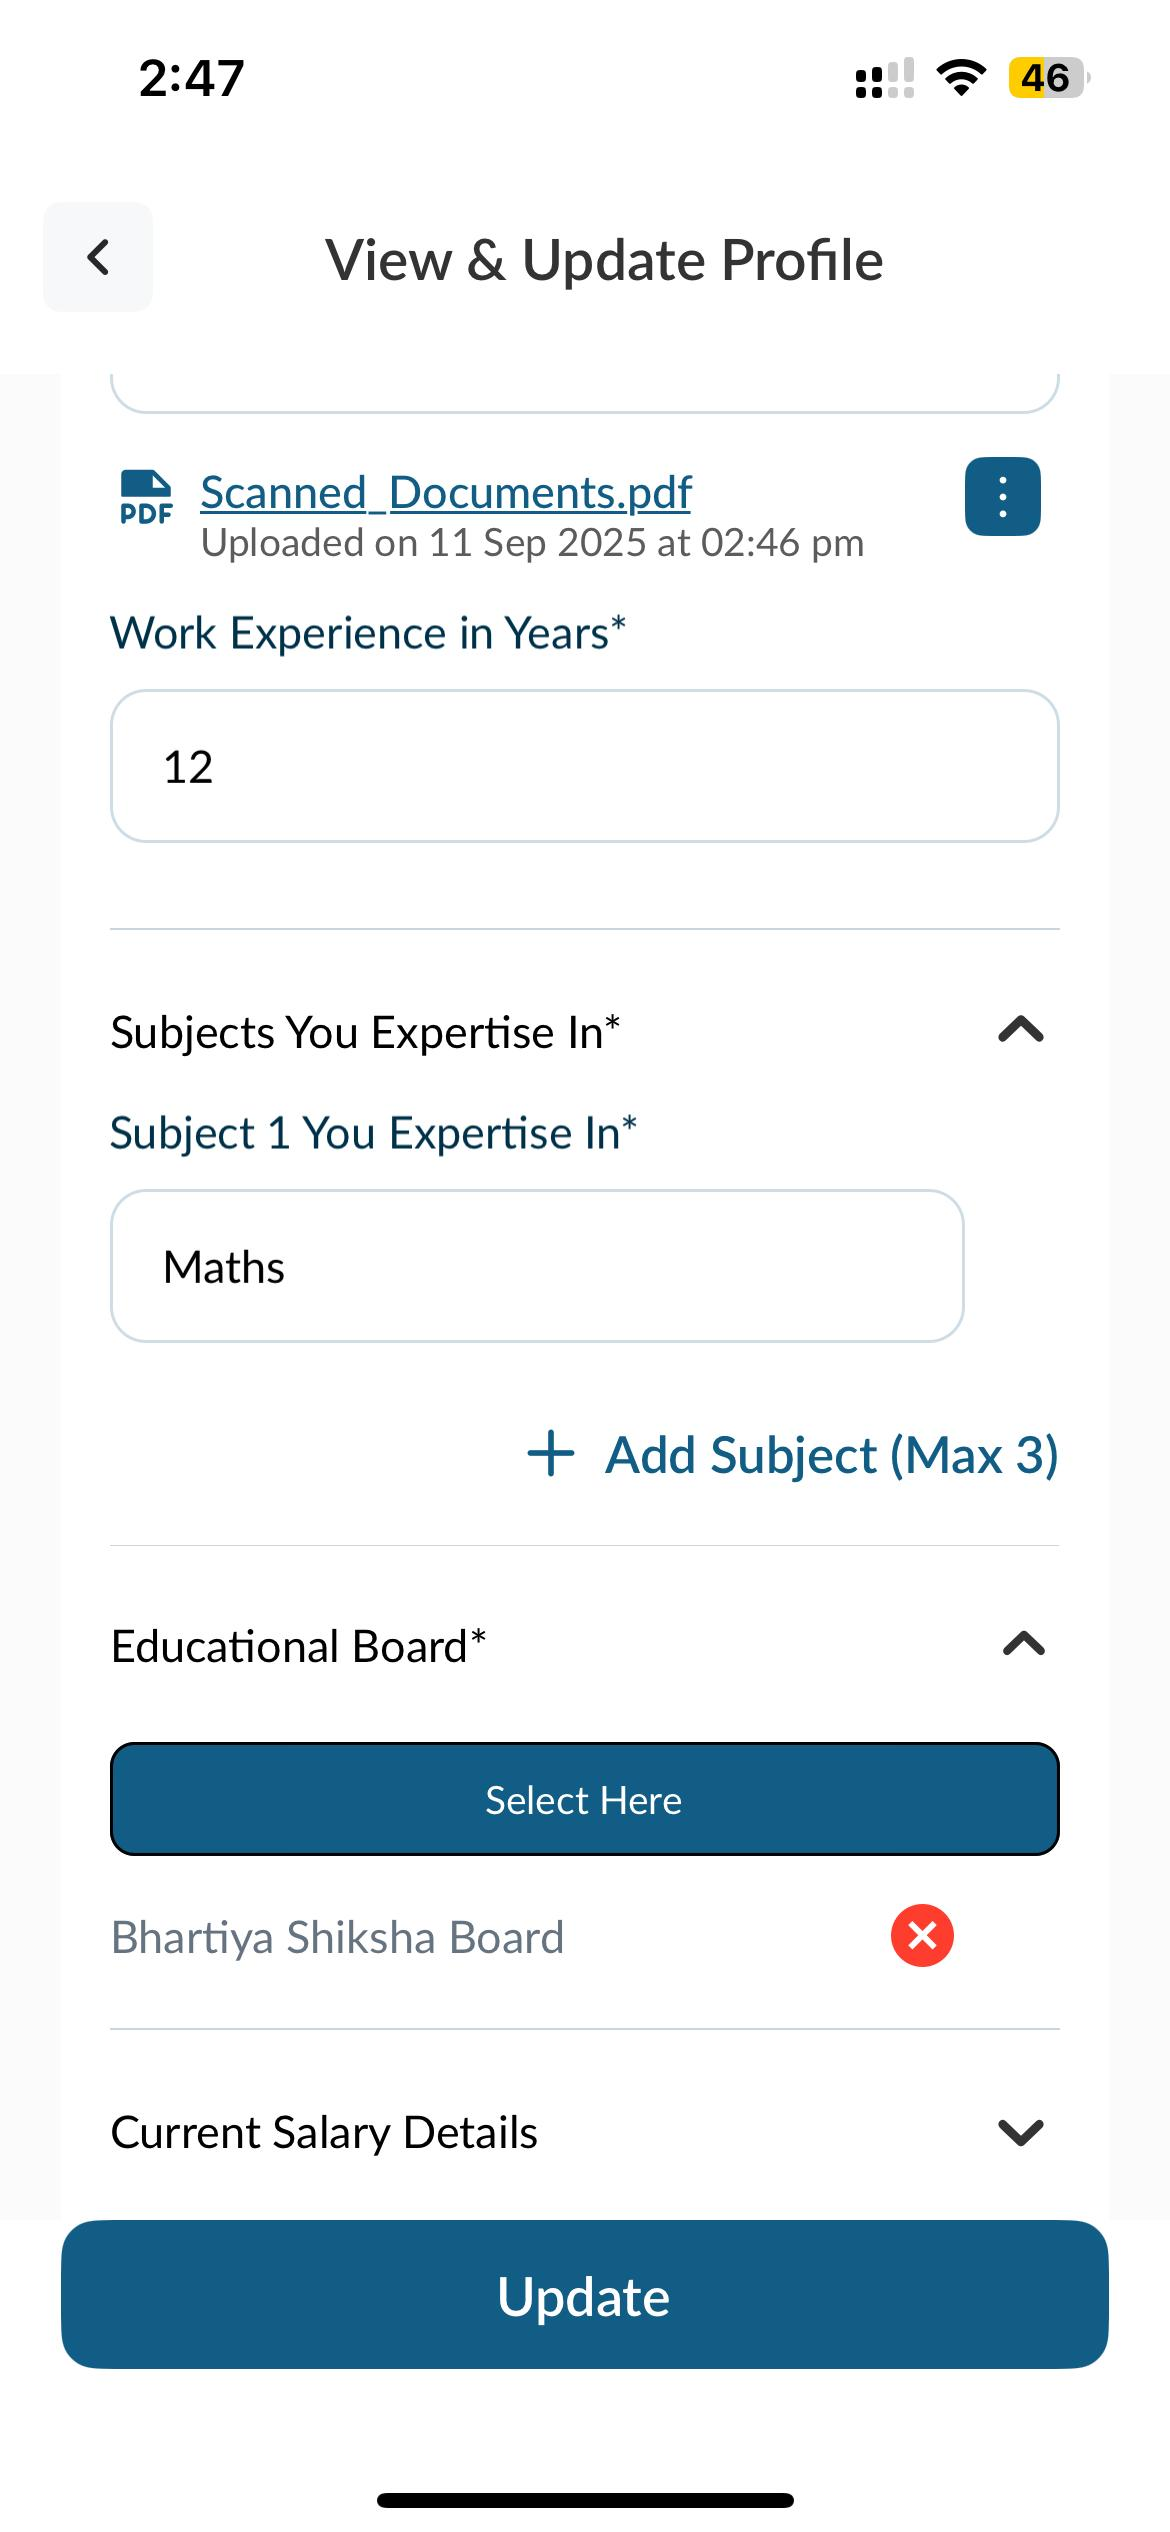 2:47
46
View & Update Profile
PDF
Scanned_Documents.pdf
Uploaded on 11 Sep 2025 at 02:46 pm
Work Experience in Years*
12
Subjects You Expertise In*
Subject 1 You Expertise In*
Maths
Add Subject (Max 3)
Educational Board*
Select Here
Bhartiya Shiksha Board
Current Salary Details
Update